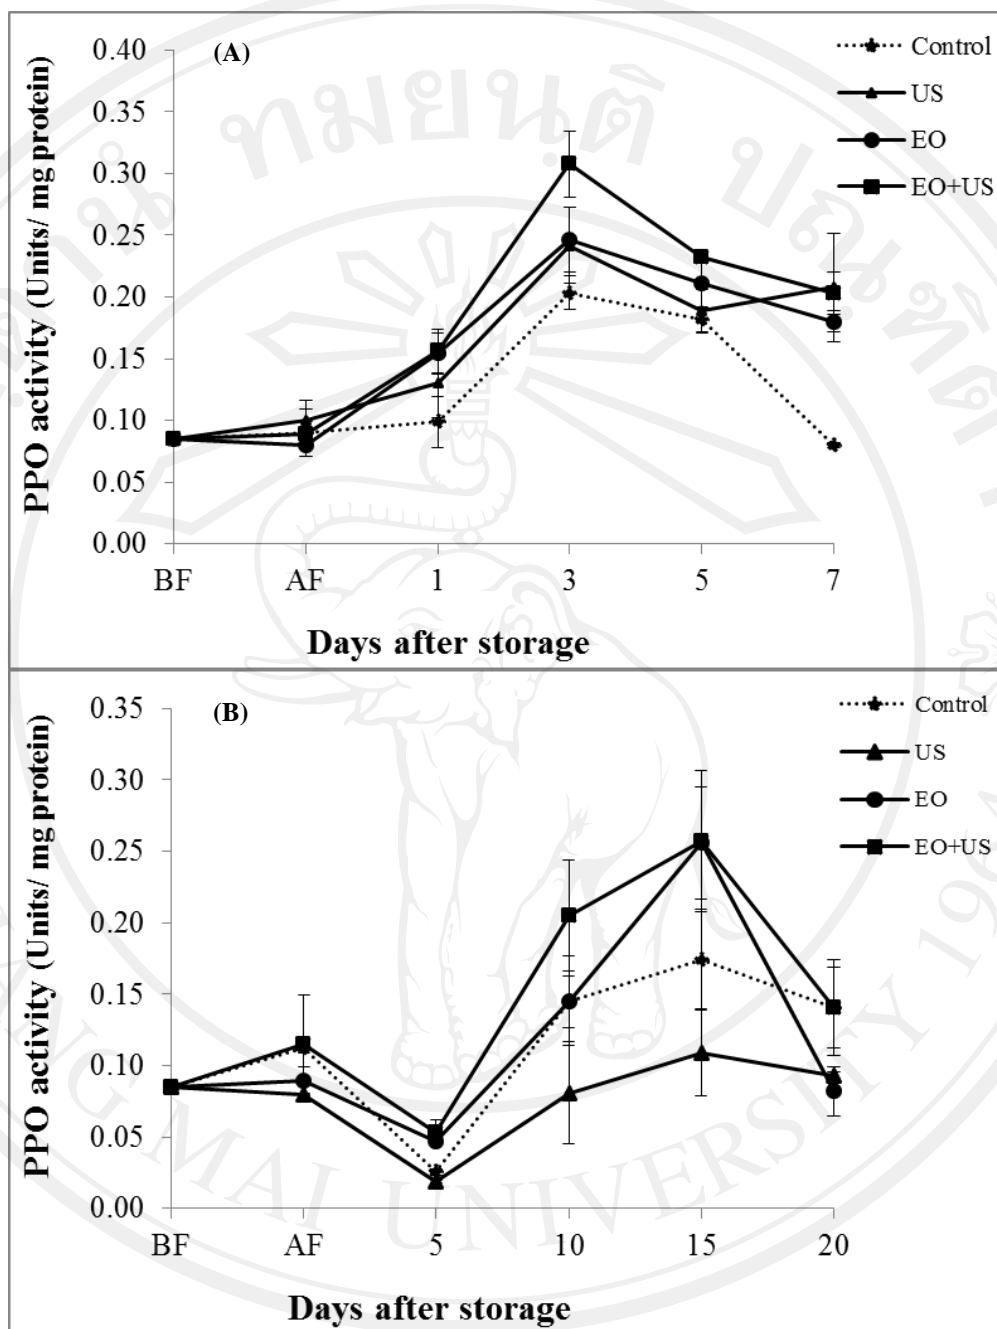 (A)
PPO activity (Units/ mg protein)
0.40
0.35
0.30
0.25
0.20
0.15
0.10
0.05
0.00
BF AF 1 3 5 7
Days after storage
Control
US
EO
EO+US
(B)
PPO activity (Units/ mg protein)
0.35
0.30
0.25
0.20
0.15
0.10
0.05
0.00
BF AF 5 10 15 20
Days after storage
Control
US
EO
EO+US
MAI UNIVERSITY 196